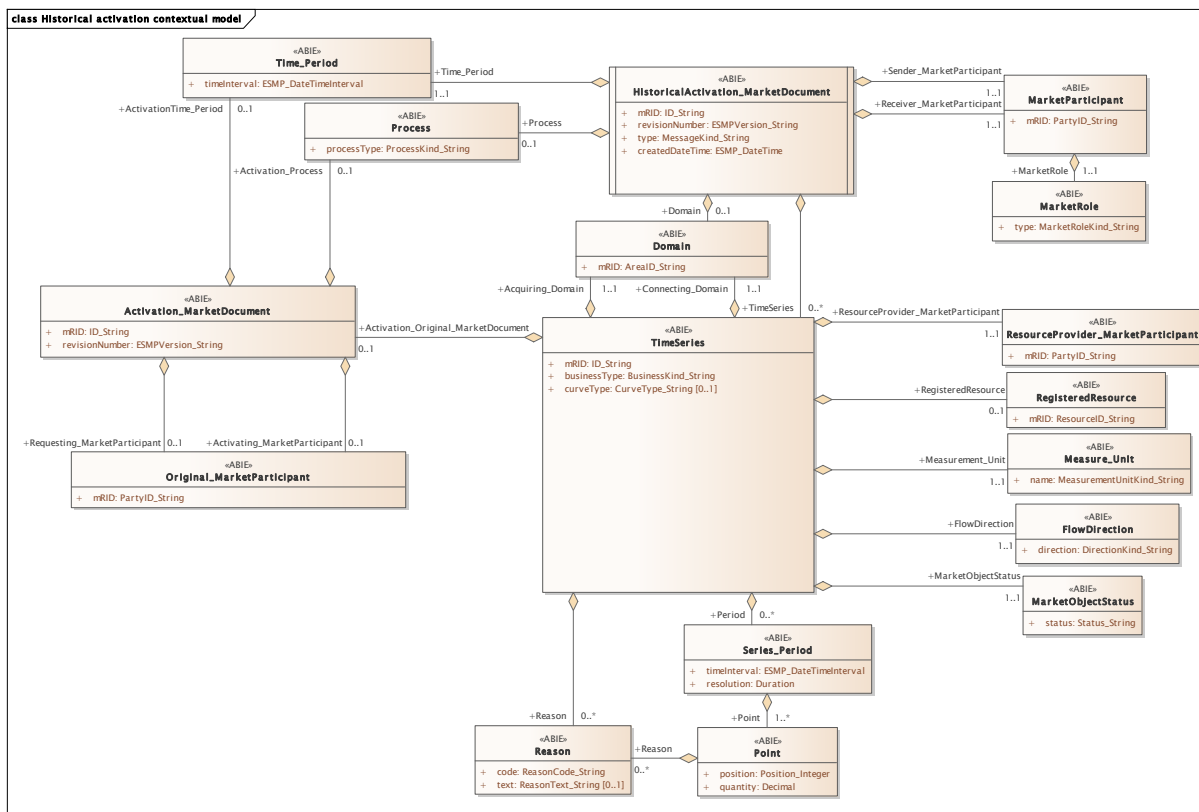 class Historical activation contextual model
«ABIE»
Time_Period
+ timeInterval: ESMP_DateTimeInterval
+Time_Period
1..1
+ActivationTime_Period 0..1
«ABIE»
Process
+ processType: ProcessKind_String
+Process
0..1
+Activation_Process 0..1
«ABIE»
HistoricalActivation_MarketDocument
+ mRID: ID_String
+ revisionNumber: ESMPVersion_String
+ type: MessageKind_String
+ createdDateTime: ESMP_DateTime
+Sender_MarketParticipant
1..1
+Receiver_MarketParticipant
1..1
«ABIE»
MarketParticipant
+ mRID: PartyID_String
+MarketRole 1..1
«ABIE»
MarketRole
+ type: MarketRoleKind_String
+Domain 0..1
«ABIE»
Domain
+ mRID: AreaID_String
+Acquiring_Domain 1..1
+Connecting_Domain 1..1
+TimeSeries 0..*
«ABIE»
Activation_MarketDocument
+ mRID: ID_String
+ revisionNumber: ESMPVersion_String
+Activation_Original_MarketDocument
0..1
«ABIE»
TimeSeries
+ mRID: ID_String
+ businessType: BusinessKind_String
+ curveType: CurveType_String [0..1]
+ResourceProvider_MarketParticipant
1..1
«ABIE»
ResourceProvider_MarketParticipant
+ mRID: PartyID_String
+RegisteredResource
0..1
«ABIE»
RegisteredResource
+ mRID: ResourceID_String
+Requesting_MarketParticipant 0..1
+Activating_MarketParticipant 0..1
«ABIE»
Original_MarketParticipant
+ mRID: PartyID_String
+Measurement_Unit
1..1
«ABIE»
Measure_Unit
+ name: MeasurementUnitKind_String
+FlowDirection
1..1
«ABIE»
FlowDirection
+ direction: DirectionKind_String
+MarketObjectStatus
1..1
«ABIE»
MarketObjectStatus
+ status: Status_String
+Period 0..*
«ABIE»
Series_Period
+ timeInterval: ESMP_DateTimeInterval
+ resolution: Duration
+Reason 0..*
+Point 1..*
«ABIE»
Reason
+ code: ReasonCode_String
+ text: ReasonText_String [0..1]
+Reason
0..*
«ABIE»
Point
+ position: Position_Integer
+ quantity: Decimal